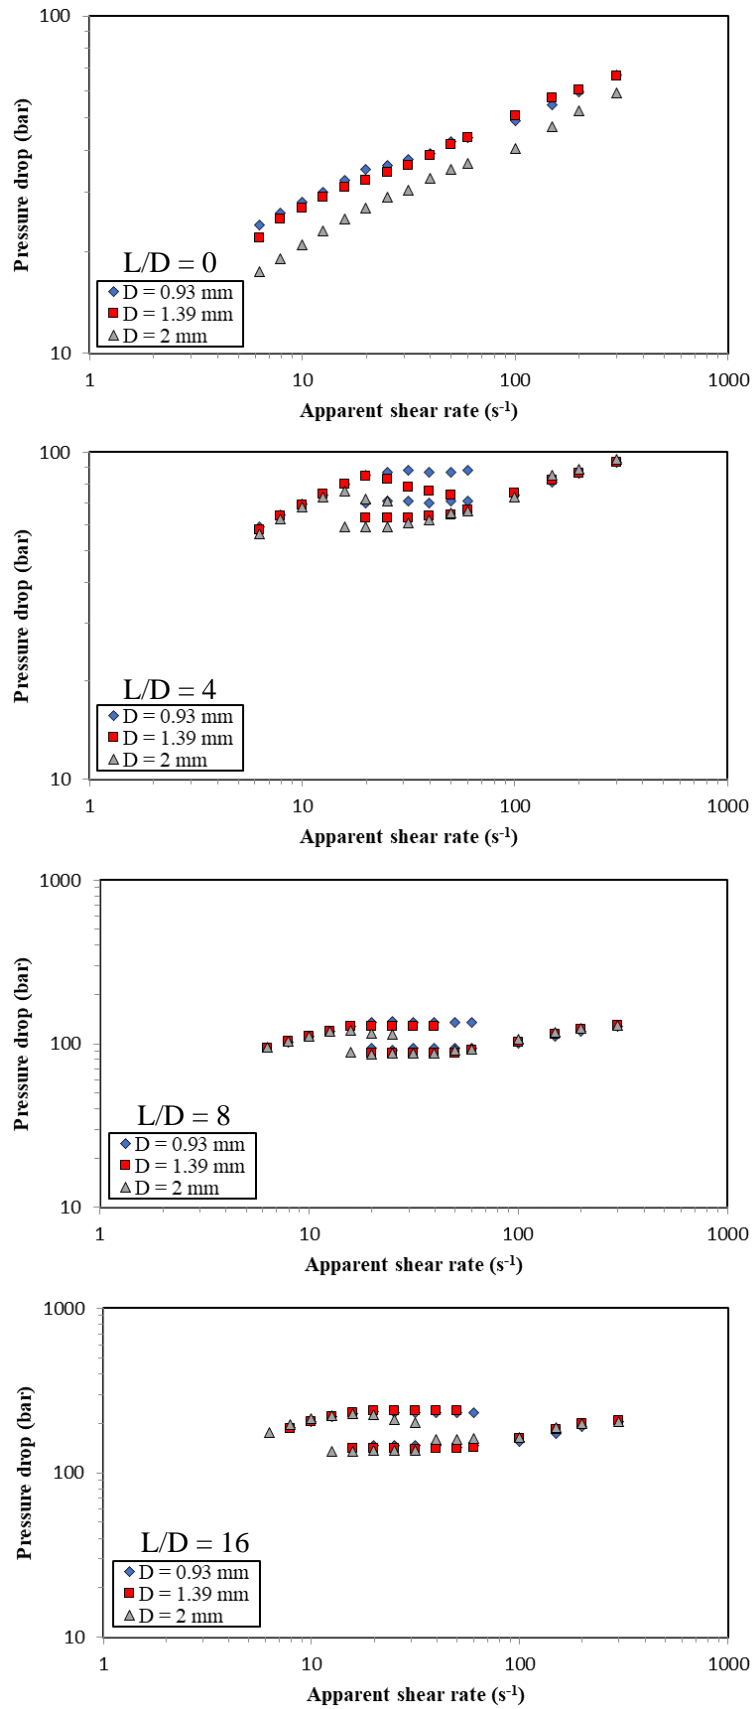 100
Pressure drop (bar)
L/D = 0
D = 0.93 mm
D = 1.39 mm
D = 2 mm
10
1 10 100 1000
Apparent shear rate (s⁻¹)
100
Pressure drop (bar)
L/D = 4
D = 0.93 mm
D = 1.39 mm
D = 2 mm
10
1 10 100 1000
Apparent shear rate (s⁻¹)
1000
Pressure drop (bar)
100
L/D = 8
D = 0.93 mm
D = 1.39 mm
D = 2 mm
10
1 10 100 1000
Apparent shear rate (s⁻¹)
1000
Pressure drop (bar)
100
L/D = 16
D = 0.93 mm
D = 1.39 mm
D = 2 mm
10
1 10 100 1000
Apparent shear rate (s⁻¹)